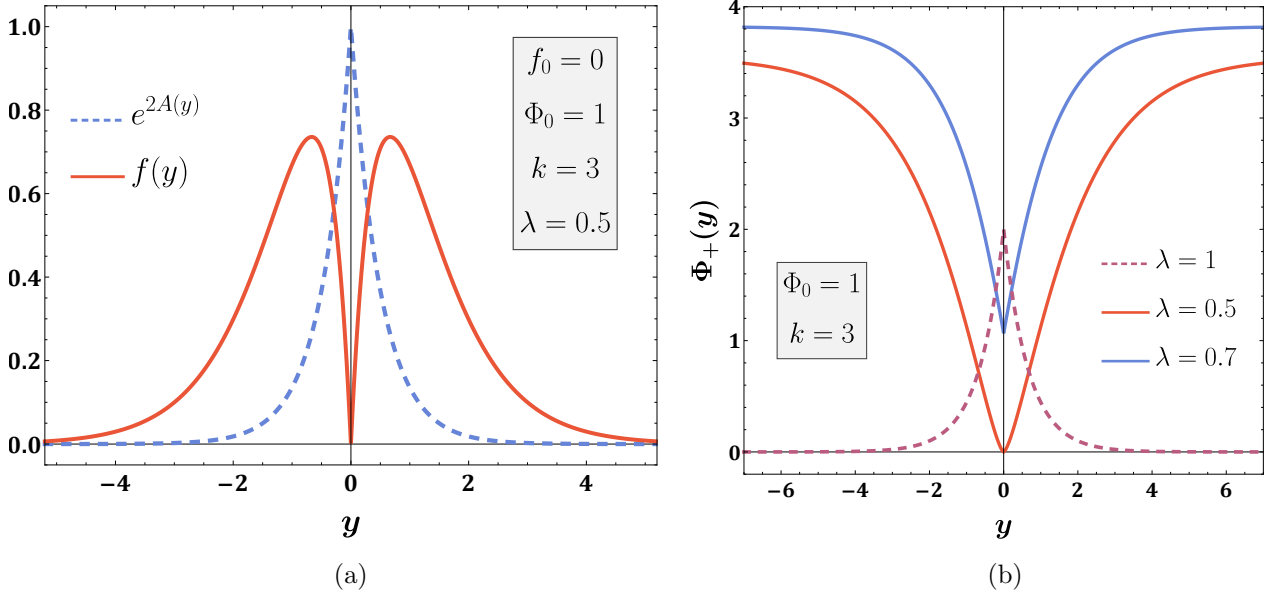 1.0
0.8
0.6
0.4
0.2
0.0
e^{2A(y)}
f(y)
f_0 = 0
Φ_0 = 1
k = 3
λ = 0.5
−4 −2 0 2 4
y
(a)
4
3
2
1
0
Φ_+(y)
Φ_0 = 1
k = 3
λ = 1
λ = 0.5
λ = 0.7
−6 −4 −2 0 2 4 6
y
(b)